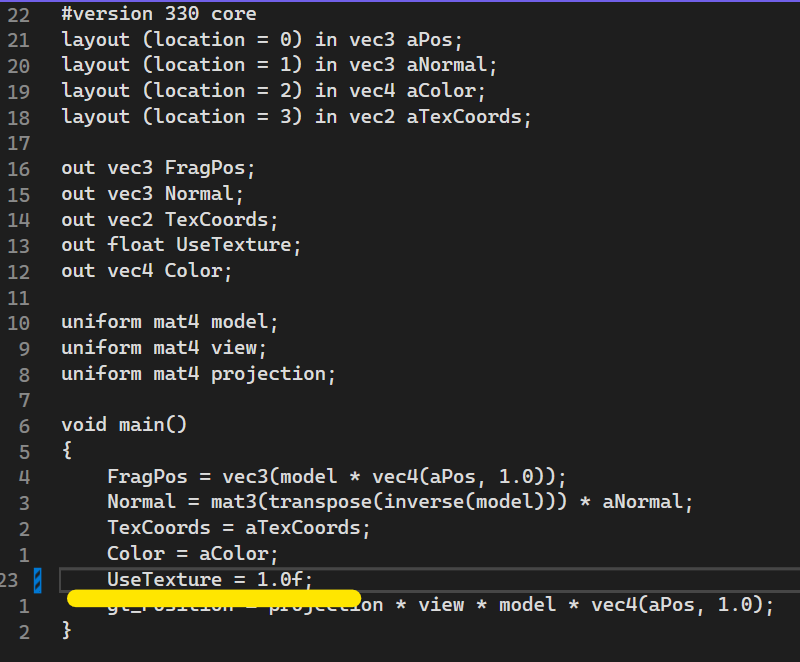 22 #version 330 core
21 layout (location = 0) in vec3 aPos;
20 layout (location = 1) in vec3 aNormal;
19 layout (location = 2) in vec4 aColor;
18 layout (location = 3) in vec2 aTexCoords;
17
16 out vec3 FragPos;
15 out vec3 Normal;
14 out vec2 TexCoords;
13 out float UseTexture;
12 out vec4 Color;
11
10 uniform mat4 model;
9 uniform mat4 view;
8 uniform mat4 projection;
7
6 void main()
5 {
4 FragPos = vec3(model * vec4(aPos, 1.0));
3 Normal = mat3(transpose(inverse(model))) * aNormal;
2 TexCoords = aTexCoords;
1 Color = aColor;
23 UseTexture = 1.0f;
1 gl_Position = projection * view * model * vec4(aPos, 1.0);
2 }